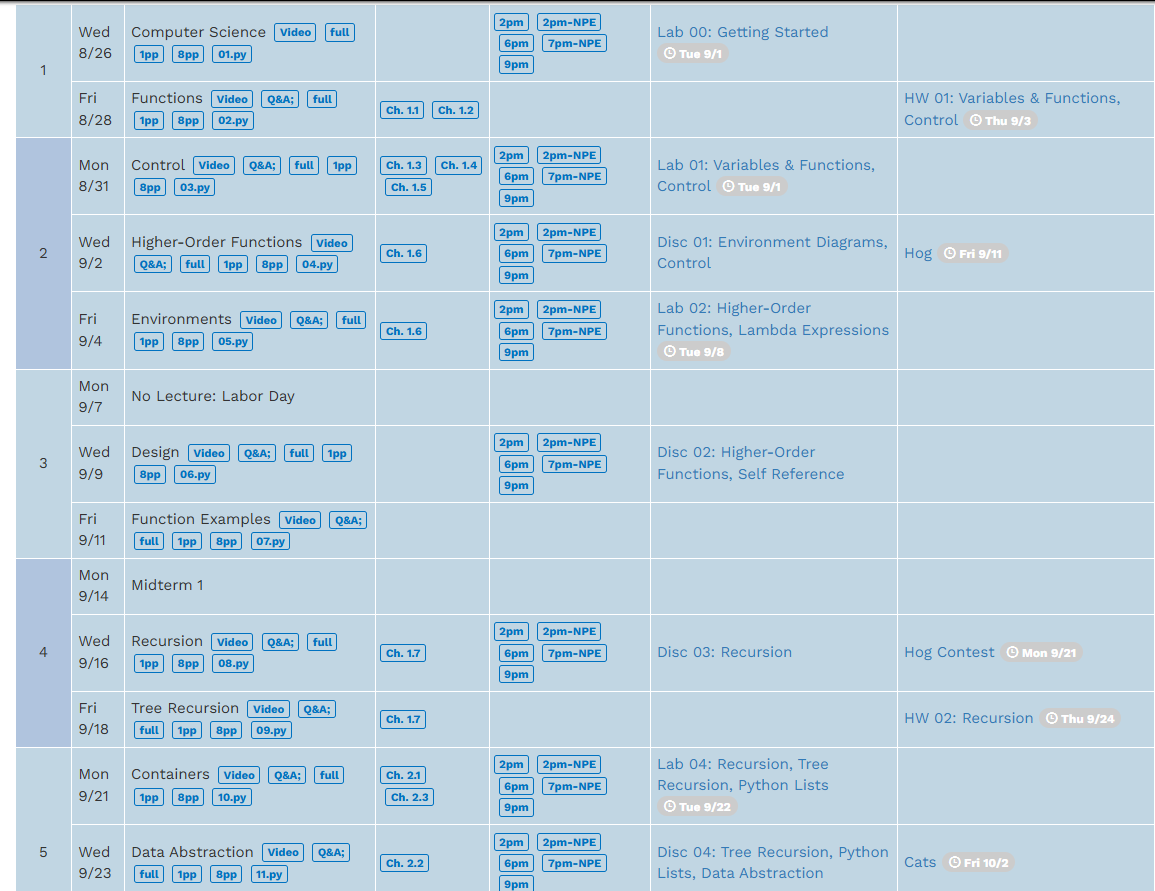 1
Wed
8/26
Computer Science Video full
1pp 8pp 01.py
2pm 2pm-NPE
6pm 7pm-NPE
9pm
Lab 00: Getting Started
Tue 9/1
Fri
8/28
Functions Video Q&A; full
1pp 8pp 02.py
Ch. 1.1 Ch. 1.2
HW 01: Variables & Functions,
Control Thu 9/3
2
Mon
8/31
Control Video Q&A; full 1pp
8pp 03.py
Ch. 1.3 Ch. 1.4
Ch. 1.5
2pm 2pm-NPE
6pm 7pm-NPE
9pm
Lab 01: Variables & Functions,
Control Tue 9/1
Wed
9/2
Higher-Order Functions Video
Q&A; full 1pp 8pp 04.py
Ch. 1.6
2pm 2pm-NPE
6pm 7pm-NPE
9pm
Disc 01: Environment Diagrams,
Control
Hog Fri 9/11
Fri
9/4
Environments Video Q&A; full
1pp 8pp 05.py
Ch. 1.6
2pm 2pm-NPE
6pm 7pm-NPE
9pm
Lab 02: Higher-Order
Functions, Lambda Expressions
Tue 9/8
3
Mon
9/7
No Lecture: Labor Day
Wed
9/9
Design Video Q&A; full 1pp
8pp 06.py
2pm 2pm-NPE
6pm 7pm-NPE
9pm
Disc 02: Higher-Order
Functions, Self Reference
Fri
9/11
Function Examples Video Q&A;
full 1pp 8pp 07.py
4
Mon
9/14
Midterm 1
Wed
9/16
Recursion Video Q&A; full
1pp 8pp 08.py
Ch. 1.7
2pm 2pm-NPE
6pm 7pm-NPE
9pm
Disc 03: Recursion
Hog Contest Mon 9/21
Fri
9/18
Tree Recursion Video Q&A;
full 1pp 8pp 09.py
Ch. 1.7
HW 02: Recursion Thu 9/24
5
Mon
9/21
Containers Video Q&A; full
1pp 8pp 10.py
Ch. 2.1
Ch. 2.3
2pm 2pm-NPE
6pm 7pm-NPE
9pm
Lab 04: Recursion, Tree
Recursion, Python Lists
Tue 9/22
Wed
9/23
Data Abstraction Video Q&A;
full 1pp 8pp 11.py
Ch. 2.2
2pm 2pm-NPE
6pm 7pm-NPE
9pm
Disc 04: Tree Recursion, Python
Lists, Data Abstraction
Cats Fri 10/2